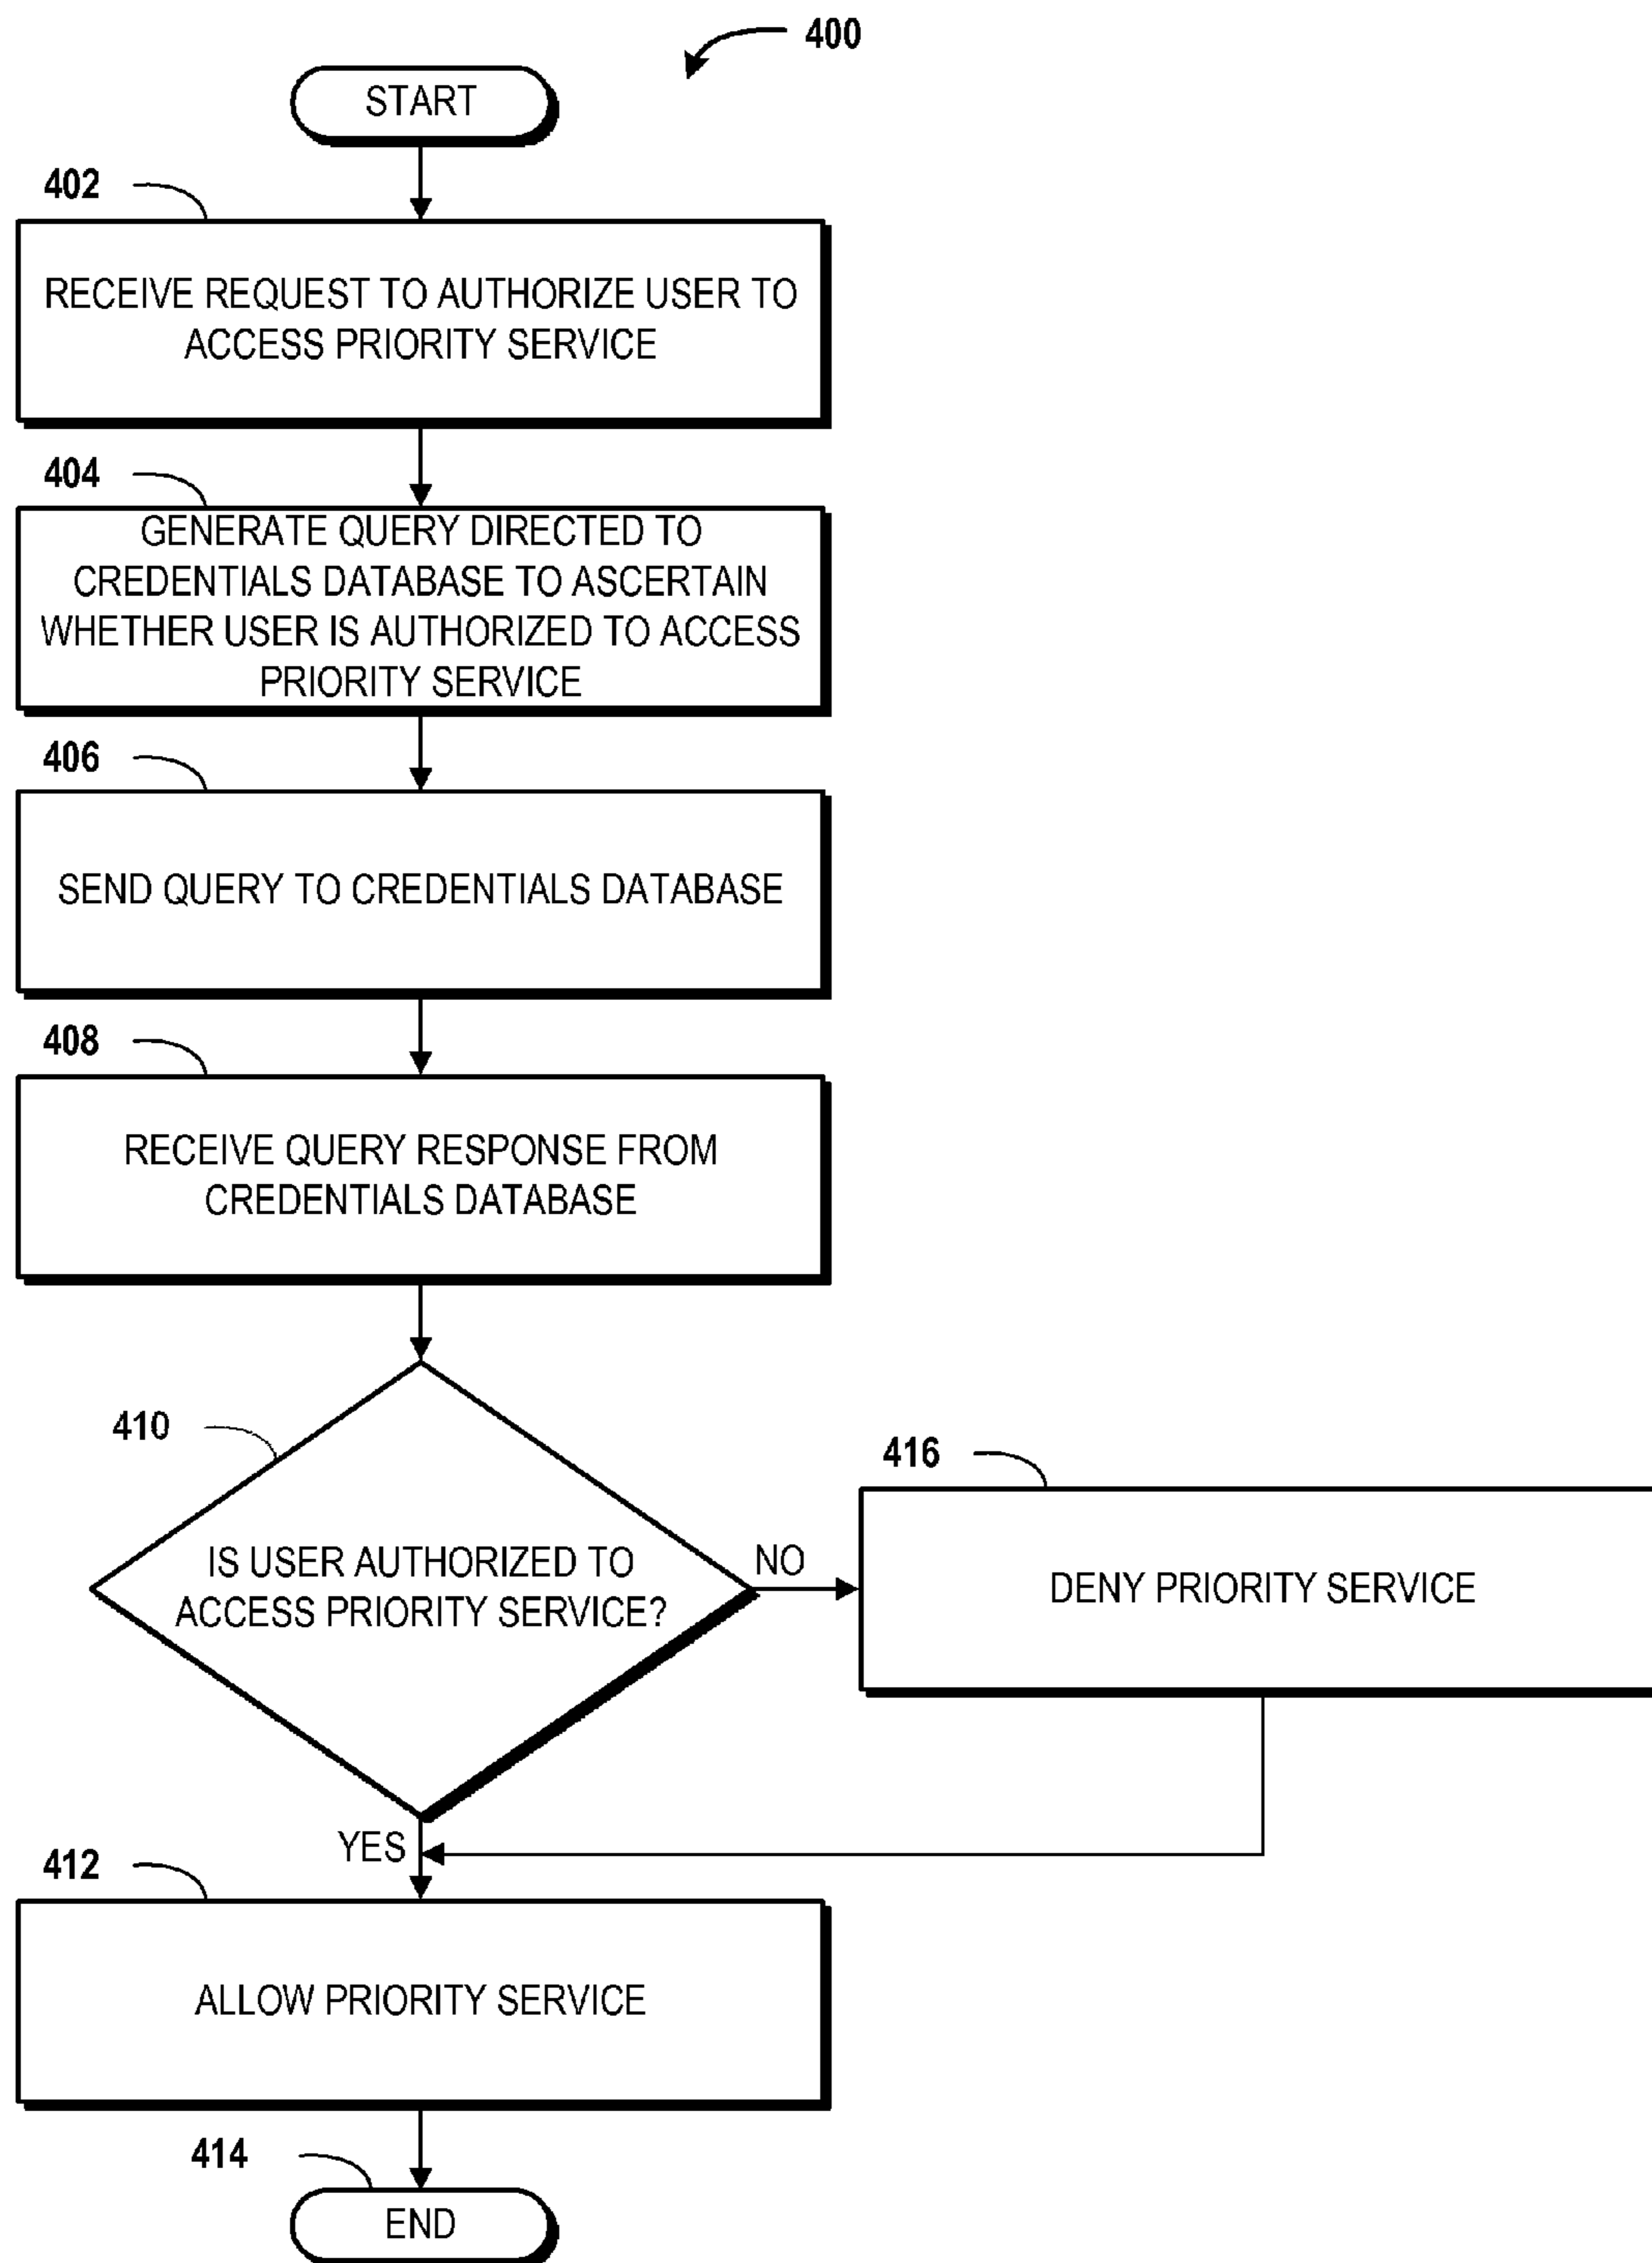 400
START
402
RECEIVE REQUEST TO AUTHORIZE USER TO
ACCESS PRIORITY SERVICE
404
GENERATE QUERY DIRECTED TO
CREDENTIALS DATABASE TO ASCERTAIN
WHETHER USER IS AUTHORIZED TO ACCESS
PRIORITY SERVICE
406
SEND QUERY TO CREDENTIALS DATABASE
408
RECEIVE QUERY RESPONSE FROM
CREDENTIALS DATABASE
410
IS USER AUTHORIZED TO
ACCESS PRIORITY SERVICE?
NO
416
DENY PRIORITY SERVICE
YES
412
ALLOW PRIORITY SERVICE
414
END